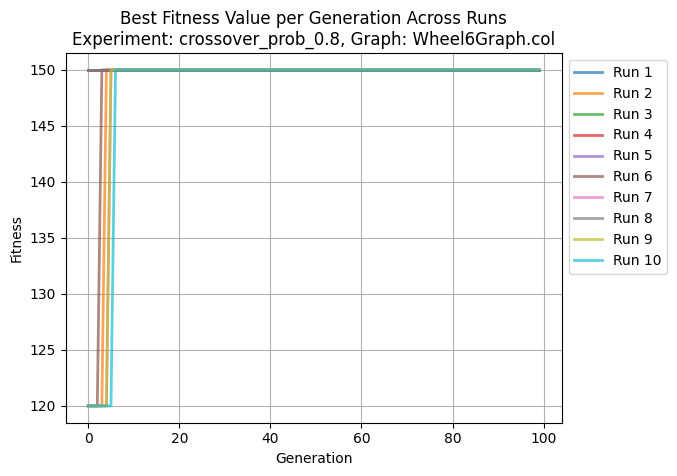 Best Fitness Value per Generation Across Runs
Experiment: crossover_prob_0.8, Graph: Wheel6Graph.col
150
145
140
135
130
125
120
Fitness
0 20 40 60 80 100
Generation
Run 1
Run 2
Run 3
Run 4
Run 5
Run 6
Run 7
Run 8
Run 9
Run 10